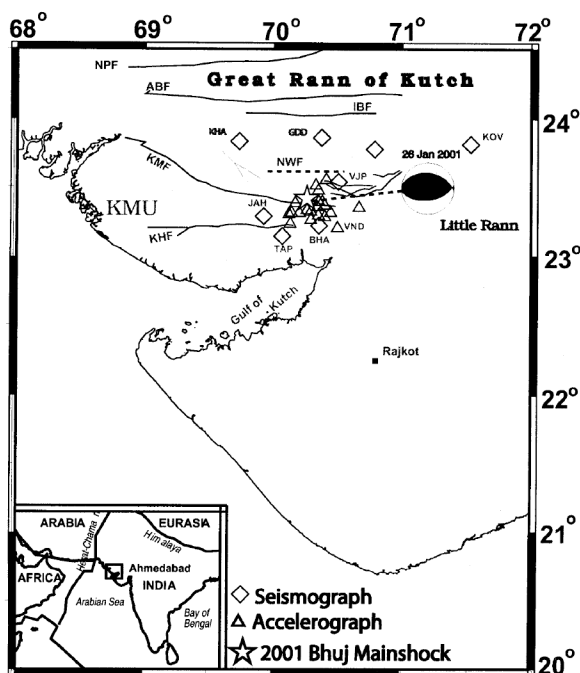 68° 69° 70° 71° 72°
NPF
Great Rann of Kutch
ABF
IBF
24°
KHA GDD KOV
KMF NWF VJP 26 Jan 2001
KMU JAH
Little Rann
KHF BHA VND
TAP
23°
Gulf of Kutch
Rajkot
22°
21°
ARABIA EURASIA
Himalaya
Ahmedabad
AFRICA INDIA
Arabian Sea Bay of Bengal
Seismograph
Accelerograph
2001 Bhuj Mainshock
20°